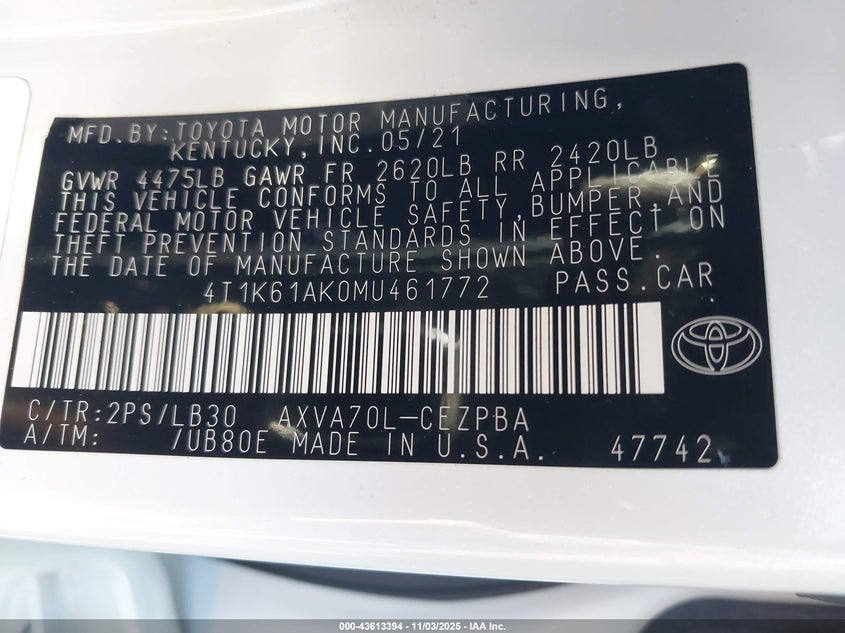 MFD. BY: TOYOTA MOTOR MANUFACTURING,
KENTUCKY, INC. 05/21
GVWR 4475LB GAWR FR 2620LB RR 2420LB
THIS VEHICLE CONFORMS TO ALL APPLICABLE
FEDERAL MOTOR VEHICLE SAFETY, BUMPER, AND
THEFT PREVENTION STANDARDS IN EFFECT ON
THE DATE OF MANUFACTURE SHOWN ABOVE.
4T1K61AK0MU461772 PASS. CAR
C/TR: 2PS/LB30 AXVA70L-CEZPBA
A/TM: /UB80E MADE IN U.S.A. 47742
000-43613394 - 11/03/2025 - IAA Inc.